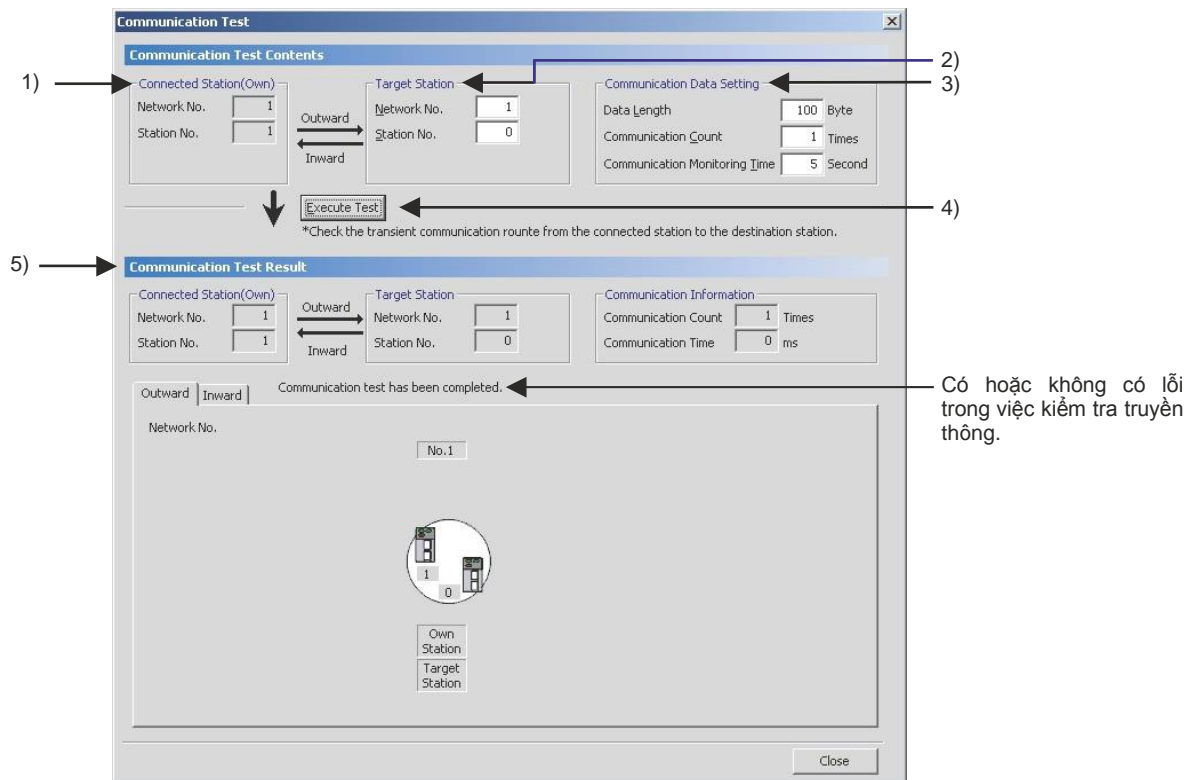 Communication Test
Communication Test Contents
1)
Connected Station(Own)
Network No. 1
Station No. 1
Outward
Inward
Target Station
Network No. 1
Station No. 0
2)
3)
Communication Data Setting
Data Length 100 Byte
Communication Count 1 Times
Communication Monitoring Time 5 Second
Execute Test
4)
*Check the transient communication rounte from the connected station to the destination station.
5)
Communication Test Result
Connected Station(Own)
Network No. 1
Station No. 1
Outward
Inward
Target Station
Network No. 1
Station No. 0
Communication Information
Communication Count 1 Times
Communication Time 0 ms
Outward Inward
Communication test has been completed.
Có hoặc không có lỗi
trong việc kiểm tra truyền
thông.
Network No.
No.1
1
0
Own
Station
Target
Station
Close